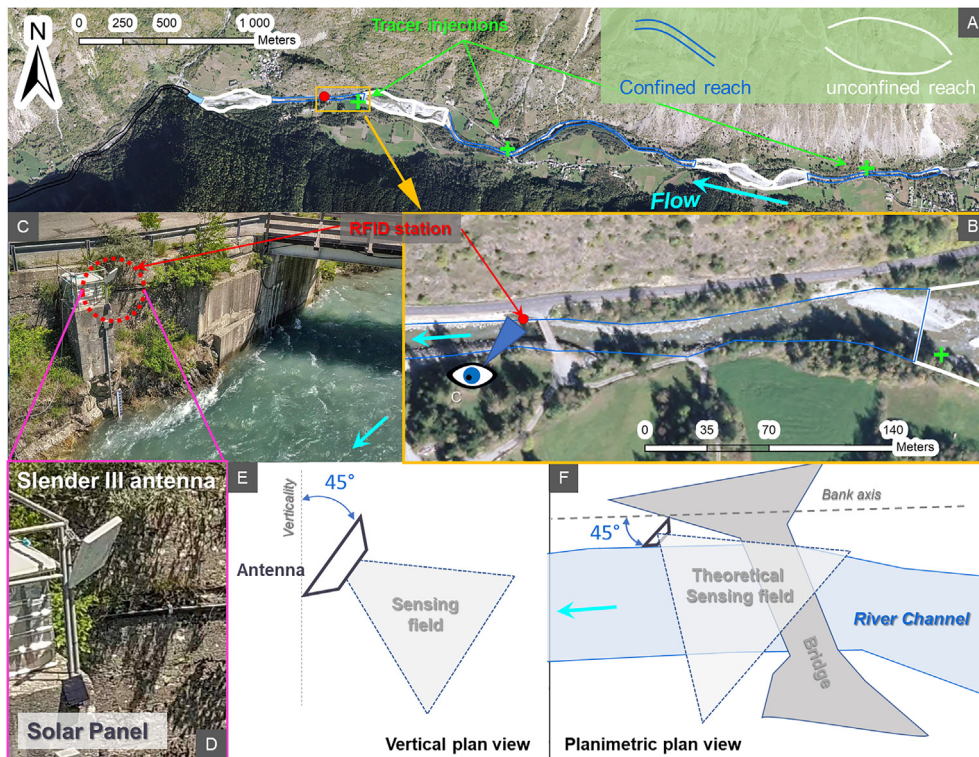 N
0 250 500 1 000
Meters
Tracer injections
A
Confined reach
unconfined reach
Flow
C
RFID station
B
C
0 35 70 140
Meters
Slender III antenna
Solar Panel
D
E
Verticality
45°
Antenna
Sensing
field
Vertical plan view
F
Bank axis
45°
Theoretical
Sensing field
River Channel
Bridge
Planimetric plan view